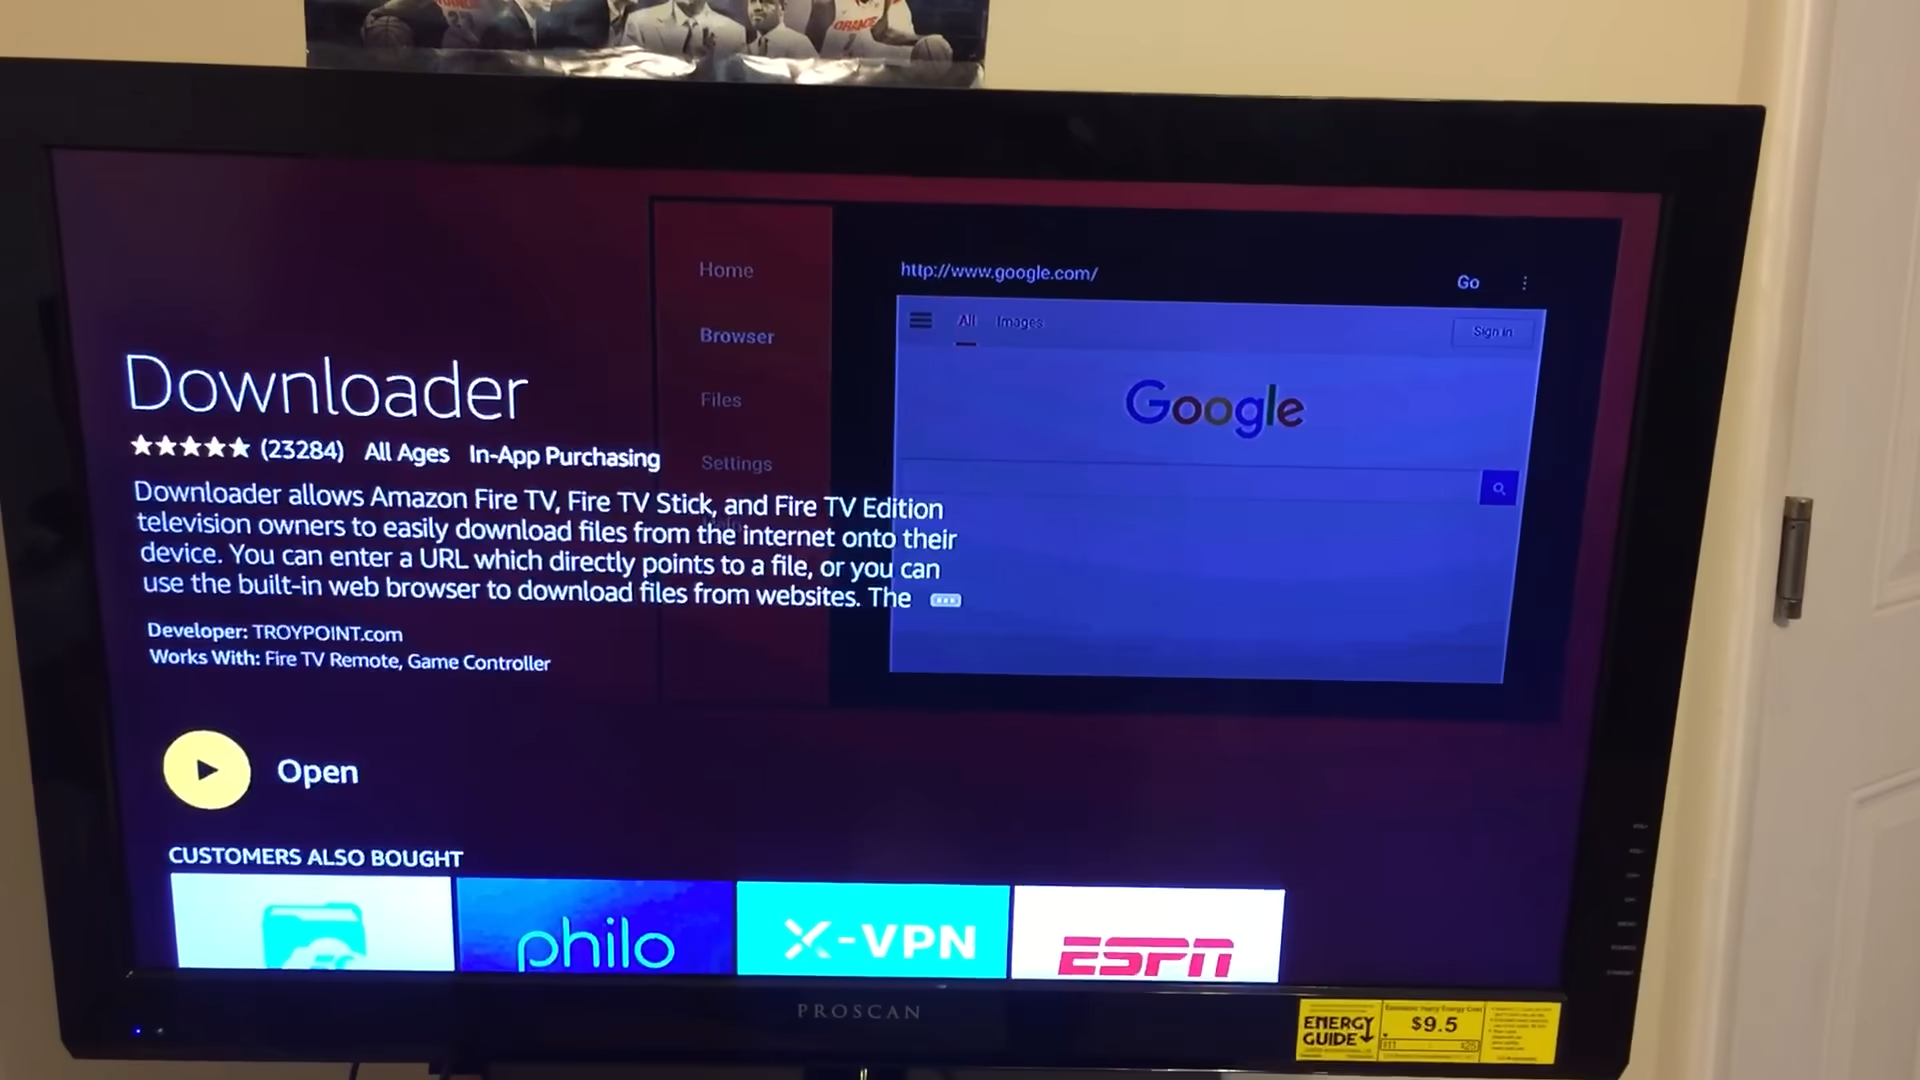 ORANGE
ORANGE
Home
Browser
Files
Settings
http://www.google.com/
Go
All Images
Sign in
Google
Downloader
(23284) All Ages In-App Purchasing
Downloader allows Amazon Fire TV, Fire TV Stick, and Fire TV Edition
television owners to easily download files from the internet onto their
device. You can enter a URL which directly points to a file, or you can
use the built-in web browser to download files from websites. The
Developer: TROYPOINT.com
Works With: Fire TV Remote, Game Controller
Open
CUSTOMERS ALSO BOUGHT
philo
X-VPN
ESPN
PROSCAN
ENERGY
GUIDE
$9.5
$11
$25